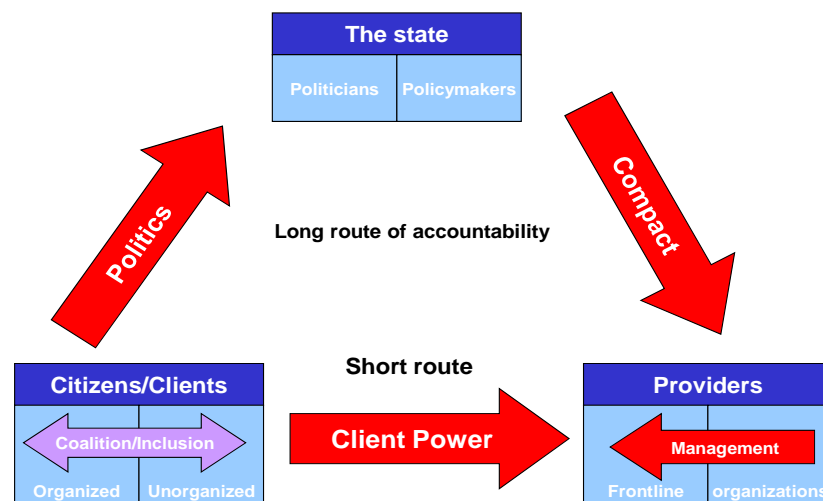 The state
Politicians Policymakers
Politics
Compact
Long route of accountability
Short route
Citizens/Clients
Coalition/Inclusion
Organized Unorganized
Client Power
Providers
Management
Frontline organizations